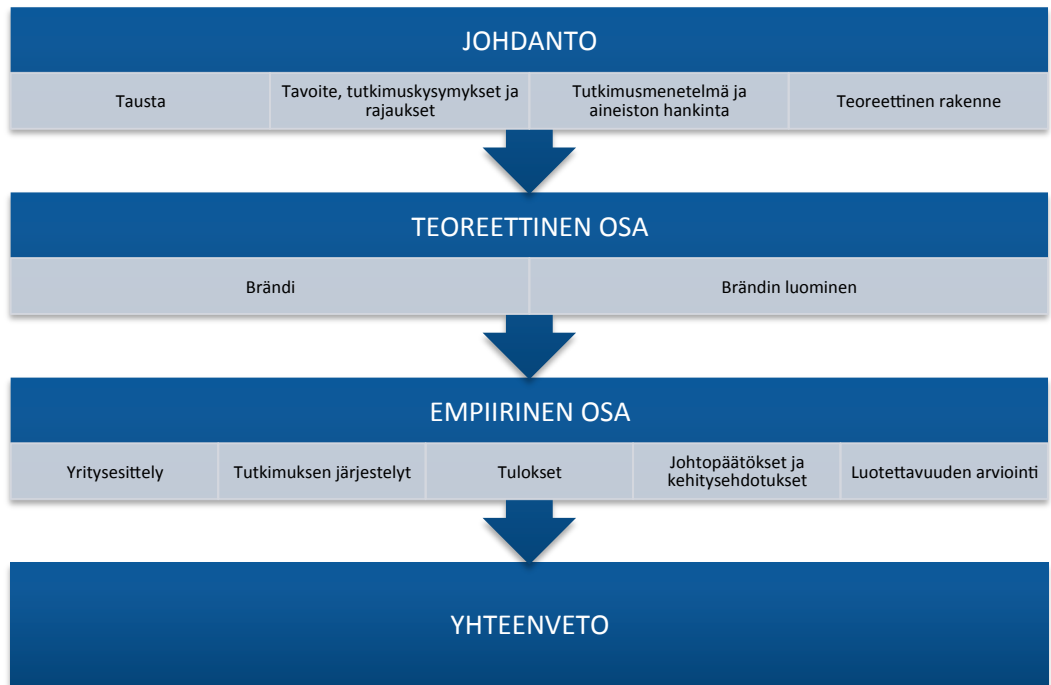 JOHDANTO
Tausta
Tavoite, tutkimuskysymykset ja
rajaukset
Tutkimusmenetelmä ja
aineiston hankinta
Teoreettinen rakenne
TEOREETTINEN OSA
Brändi
Brändin luominen
EMPIIRINEN OSA
Yritysesittely
Tutkimuksen järjestelyt
Tulokset
Johtopäätökset ja
kehitysehdotukset
Luotettavuuden arviointi
YHTEENVETO